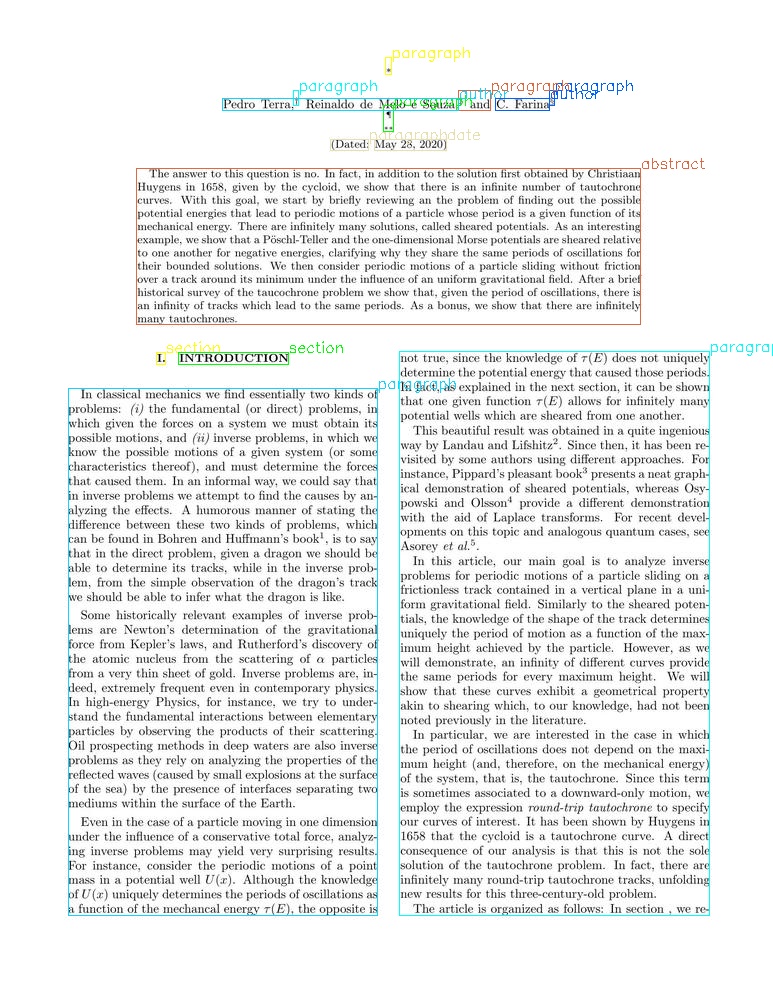 paragraph
*
paragraph paragraph paragraph
author author
Pedro Terra,* Reinaldo de Melo e Souza,¶ and C. Farina
paragraph
¶
**
paragraph date
(Dated: May 28, 2020)
abstract
The answer to this question is no. In fact, in addition to the solution first obtained by Christiaan
Huygens in 1658, given by the cycloid, we show that there is an infinite number of tautochrone
curves. With this goal, we start by briefly reviewing an the problem of finding out the possible
potential energies that lead to periodic motions of a particle whose period is a given function of its
mechanical energy. There are infinitely many solutions, called sheared potentials. As an interesting
example, we show that a Pöschl-Teller and the one-dimensional Morse potentials are sheared relative
to one another for negative energies, clarifying why they share the same periods of oscillations for
their bounded solutions. We then consider periodic motions of a particle sliding without friction
over a track around its minimum under the influence of an uniform gravitational field. After a brief
historical survey of the taucochrone problem we show that, given the period of oscillations, there is
an infinity of tracks which lead to the same periods. As a bonus, we show that there are infinitely
many tautochrones.
section section
I. INTRODUCTION
paragraph
In classical mechanics we find essentially two kinds of
problems: (i) the fundamental (or direct) problems, in
which given the forces on a system we must obtain its
possible motions, and (ii) inverse problems, in which we
know the possible motions of a given system (or some
characteristics thereof), and must determine the forces
that caused them. In an informal way, we could say that
in inverse problems we attempt to find the causes by an-
alyzing the effects. A humorous manner of stating the
difference between these two kinds of problems, which
can be found in Bohren and Huffmann's book¹, is to say
that in the direct problem, given a dragon we should be
able to determine its tracks, while in the inverse prob-
lem, from the simple observation of the dragon's track
we should be able to infer what the dragon is like.
Some historically relevant examples of inverse prob-
lems are Newton's determination of the gravitational
force from Kepler's laws, and Rutherford's discovery of
the atomic nucleus from the scattering of α particles
from a very thin sheet of gold. Inverse problems are, in-
deed, extremely frequent even in contemporary physics.
In high-energy Physics, for instance, we try to under-
stand the fundamental interactions between elementary
particles by observing the products of their scattering.
Oil prospecting methods in deep waters are also inverse
problems as they rely on analyzing the properties of the
reflected waves (caused by small explosions at the surface
of the sea) by the presence of interfaces separating two
mediums within the surface of the Earth.
Even in the case of a particle moving in one dimension
under the influence of a conservative total force, analyz-
ing inverse problems may yield very surprising results.
For instance, consider the periodic motions of a point
mass in a potential well U(x). Although the knowledge
of U(x) uniquely determines the periods of oscillations as
a function of the mechancal energy τ(E), the opposite is
paragraph
not true, since the knowledge of τ(E) does not uniquely
determine the potential energy that caused those periods.
In fact, as explained in the next section, it can be shown
that one given function τ(E) allows for infinitely many
potential wells which are sheared from one another.
This beautiful result was obtained in a quite ingenious
way by Landau and Lifshitz². Since then, it has been re-
visited by some authors using different approaches. For
instance, Pippard's pleasant book³ presents a neat graph-
ical demonstration of sheared potentials, whereas Osy-
powski and Olsson⁴ provide a different demonstration
with the aid of Laplace transforms. For recent devel-
opments on this topic and analogous quantum cases, see
Asorey et al.⁵.
In this article, our main goal is to analyze inverse
problems for periodic motions of a particle sliding on a
frictionless track contained in a vertical plane in a uni-
form gravitational field. Similarly to the sheared poten-
tials, the knowledge of the shape of the track determines
uniquely the period of motion as a function of the max-
imum height achieved by the particle. However, as we
will demonstrate, an infinity of different curves provide
the same periods for every maximum height. We will
show that these curves exhibit a geometrical property
akin to shearing which, to our knowledge, had not been
noted previously in the literature.
In particular, we are interested in the case in which
the period of oscillations does not depend on the maxi-
mum height (and, therefore, on the mechanical energy)
of the system, that is, the tautochrone. Since this term
is sometimes associated to a downward-only motion, we
employ the expression round-trip tautochrone to specify
our curves of interest. It has been shown by Huygens in
1658 that the cycloid is a tautochrone curve. A direct
consequence of our analysis is that this is not the sole
solution of the tautochrone problem. In fact, there are
infinitely many round-trip tautochrone tracks, unfolding
new results for this three-century-old problem.
The article is organized as follows: In section , we re-